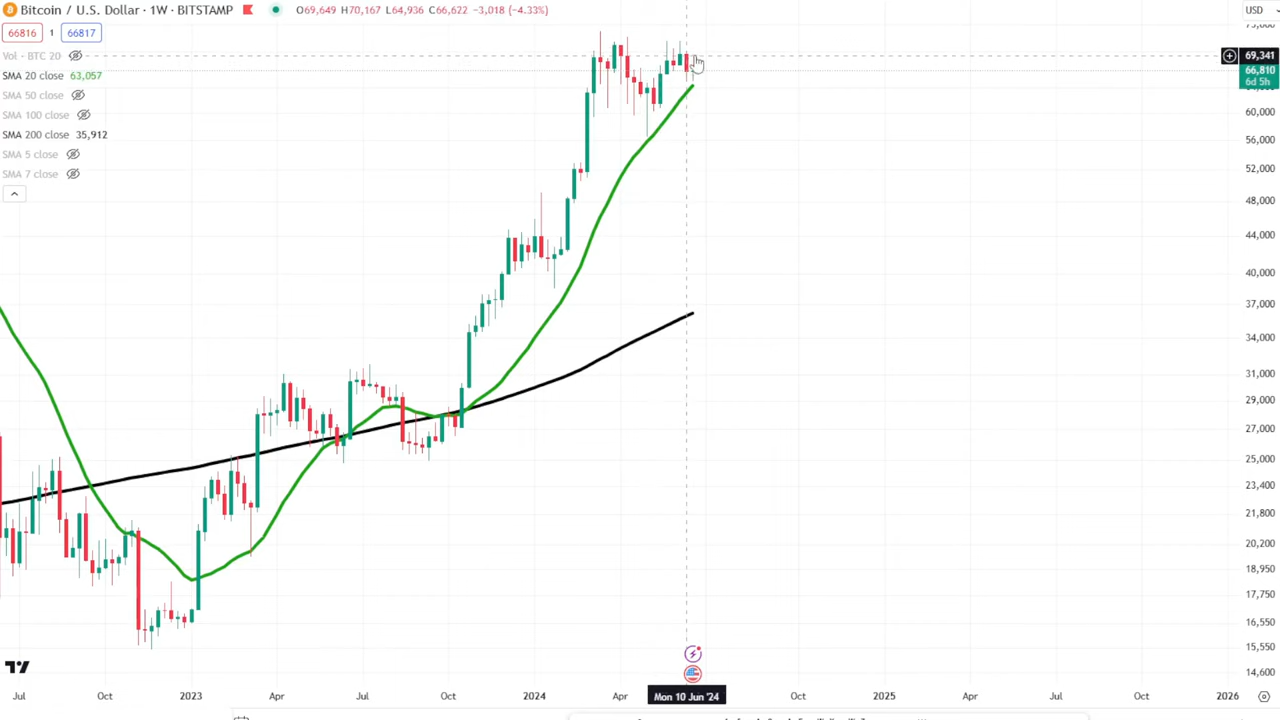 Bitcoin / U.S. Dollar · 1W · BITSTAMP O69,649 H70,167 L64,936 C66,622 −3,018 (−4.33%)
USD
66816 1 66817
Vol · BTC 20
SMA 20 close 63,057
SMA 50 close
SMA 100 close
SMA 200 close 35,912
SMA 5 close
SMA 7 close
69,341
66,810
6d 5h
60,000
56,000
52,000
48,000
44,000
40,000
37,000
34,000
31,000
29,000
27,000
25,000
23,400
21,800
20,200
18,950
17,750
16,550
15,550
14,600
Jul Oct 2023 Apr Jul Oct 2024 Apr Mon 10 Jun '24 Oct 2025 Apr Jul Oct 2026